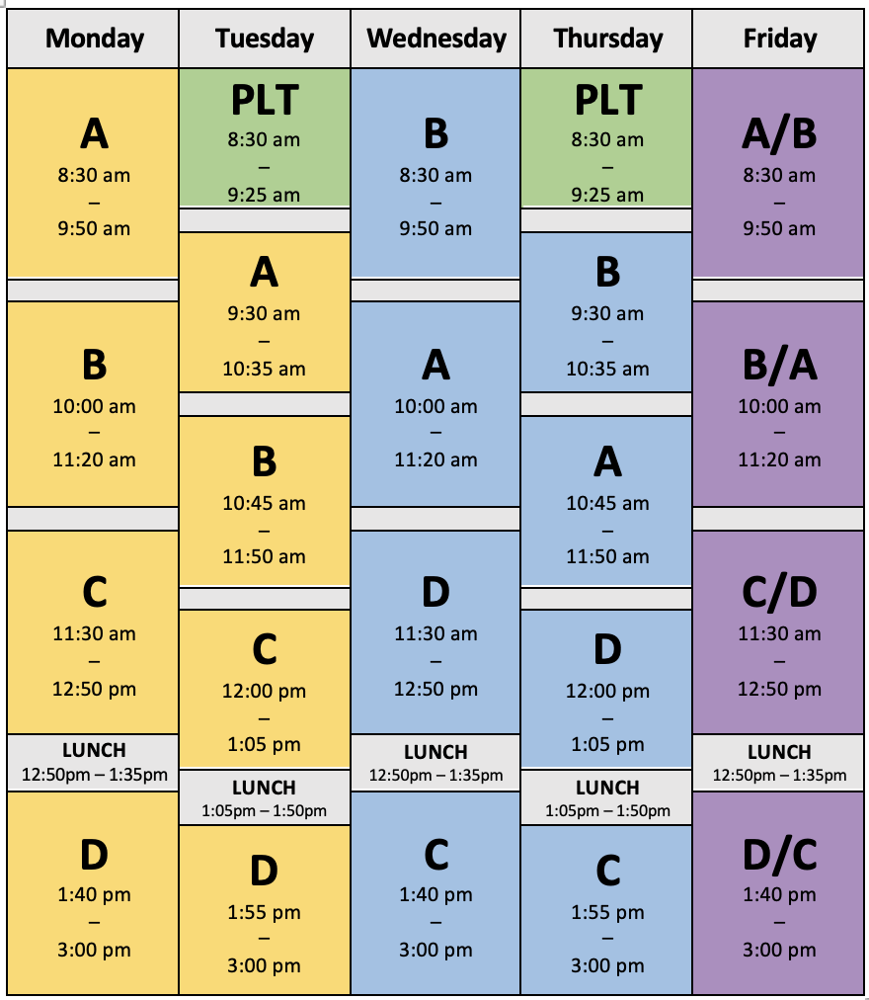 Monday
Tuesday
Wednesday
Thursday
Friday
A
8:30 am
–
9:50 am
B
10:00 am
–
11:20 am
C
11:30 am
–
12:50 pm
LUNCH
12:50pm – 1:35pm
D
1:40 pm
–
3:00 pm
PLT
8:30 am
–
9:25 am
A
9:30 am
–
10:35 am
B
10:45 am
–
11:50 am
C
12:00 pm
–
1:05 pm
LUNCH
1:05pm – 1:50pm
D
1:55 pm
–
3:00 pm
B
8:30 am
–
9:50 am
A
10:00 am
–
11:20 am
D
11:30 am
–
12:50 pm
LUNCH
12:50pm – 1:35pm
C
1:40 pm
–
3:00 pm
PLT
8:30 am
–
9:25 am
B
9:30 am
–
10:35 am
A
10:45 am
–
11:50 am
D
12:00 pm
–
1:05 pm
LUNCH
1:05pm – 1:50pm
C
1:55 pm
–
3:00 pm
A/B
8:30 am
–
9:50 am
B/A
10:00 am
–
11:20 am
C/D
11:30 am
–
12:50 pm
LUNCH
12:50pm – 1:35pm
D/C
1:40 pm
–
3:00 pm